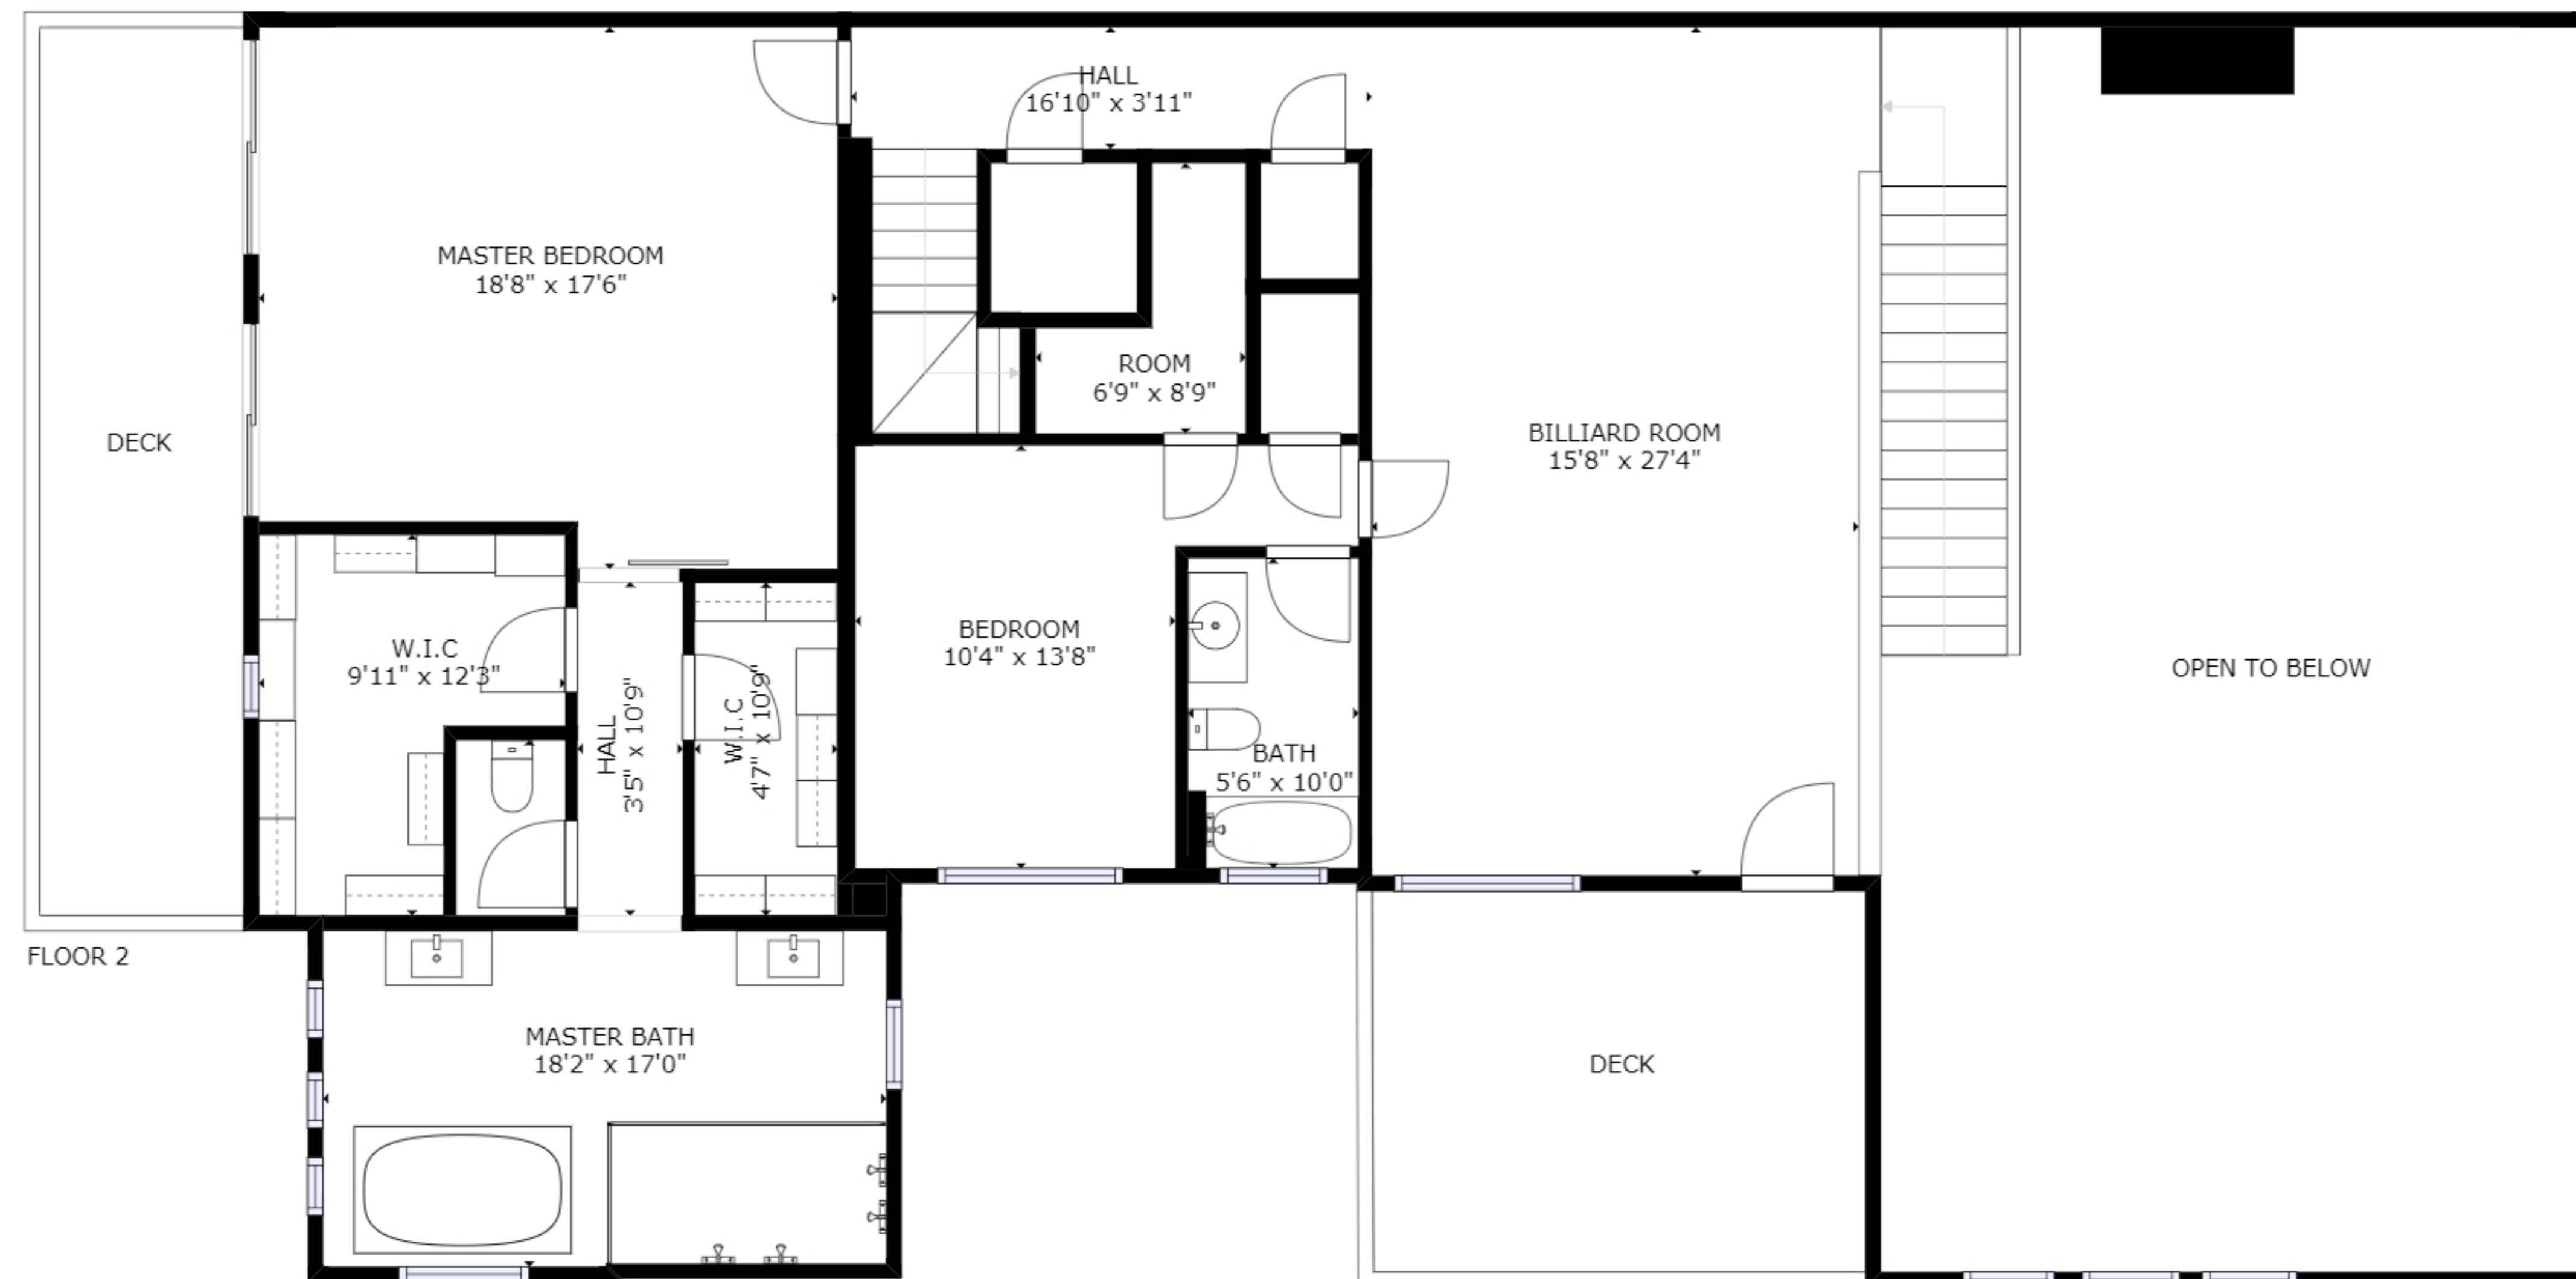 HALL
16'10" x 3'11"
MASTER BEDROOM
18'8" x 17'6"
ROOM
6'9" x 8'9"
DECK
BILLIARD ROOM
15'8" x 27'4"
W.I.C
9'11" x 12'3"
HALL
3'5" x 10'9"
W.I.C
4'7" x 10'9"
BEDROOM
10'4" x 13'8"
BATH
5'6" x 10'0"
OPEN TO BELOW
FLOOR 2
MASTER BATH
18'2" x 17'0"
DECK